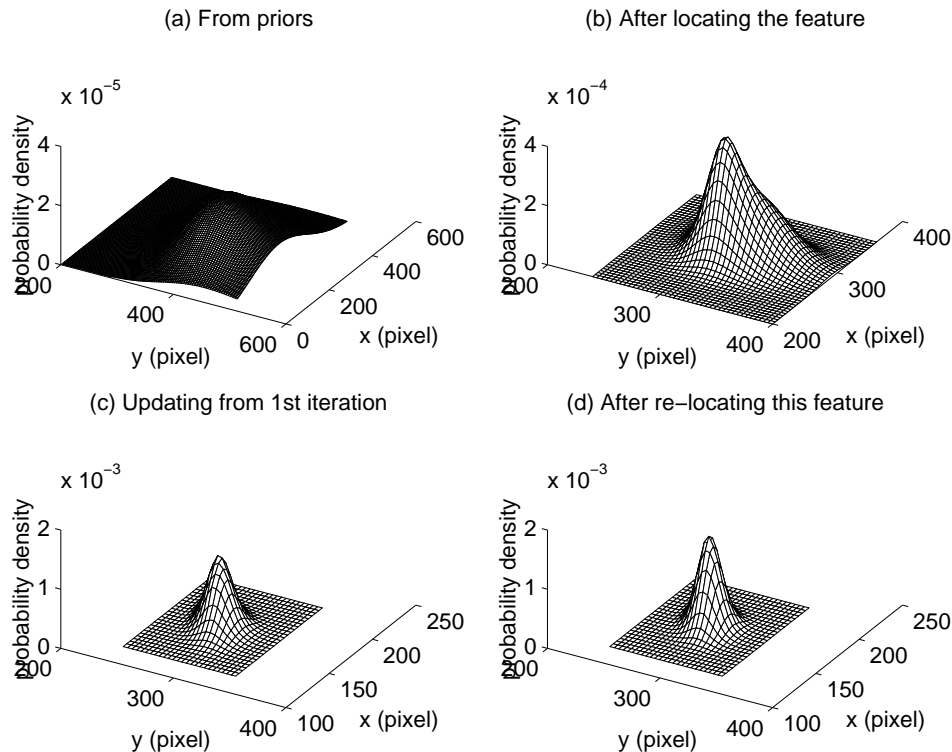 (a) From priors
x 10−5
probability density
4
2
0
200
400
600
y (pixel)
0
200
400
600
x (pixel)
(b) After locating the feature
x 10−4
probability density
4
2
0
200
300
400
y (pixel)
200
300
400
x (pixel)
(c) Updating from 1st iteration
x 10−3
probability density
2
1
0
200
300
400
y (pixel)
100
150
200
250
x (pixel)
(d) After re−locating this feature
x 10−3
probability density
2
1
0
200
300
400
y (pixel)
100
150
200
250
x (pixel)